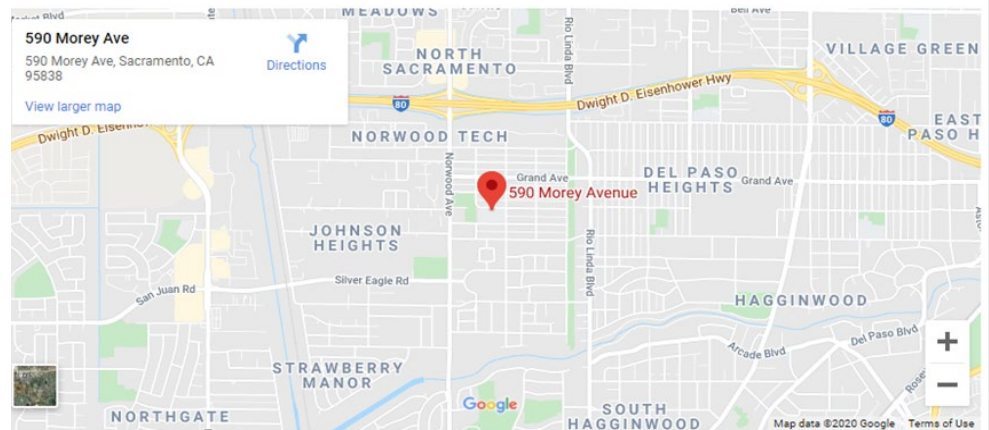 590 Morey Ave
590 Morey Ave, Sacramento, CA
95838
Directions
View larger map
MEADOWS
Bell Ave
NORTH
SACRAMENTO
Rio Linda Blvd
VILLAGE GREEN
80
Dwight D. Eisenhower Hwy
80
EAST
PASO H
Dwight D. Eisenho
NORWOOD TECH
Norwood Ave
Grand Ave
DEL PASO
HEIGHTS
Grand Ave
590 Morey Avenue
JOHNSON
HEIGHTS
Rio Linda Blvd
Silver Eagle Rd
San Juan Rd
HAGGINWOOD
Del Paso Blvd
Arcade Blvd
STRAWBERRY
MANOR
Google
NORTHGATE
SOUTH
HAGGINWOOD
Map data ©2020 Google
Terms of Use